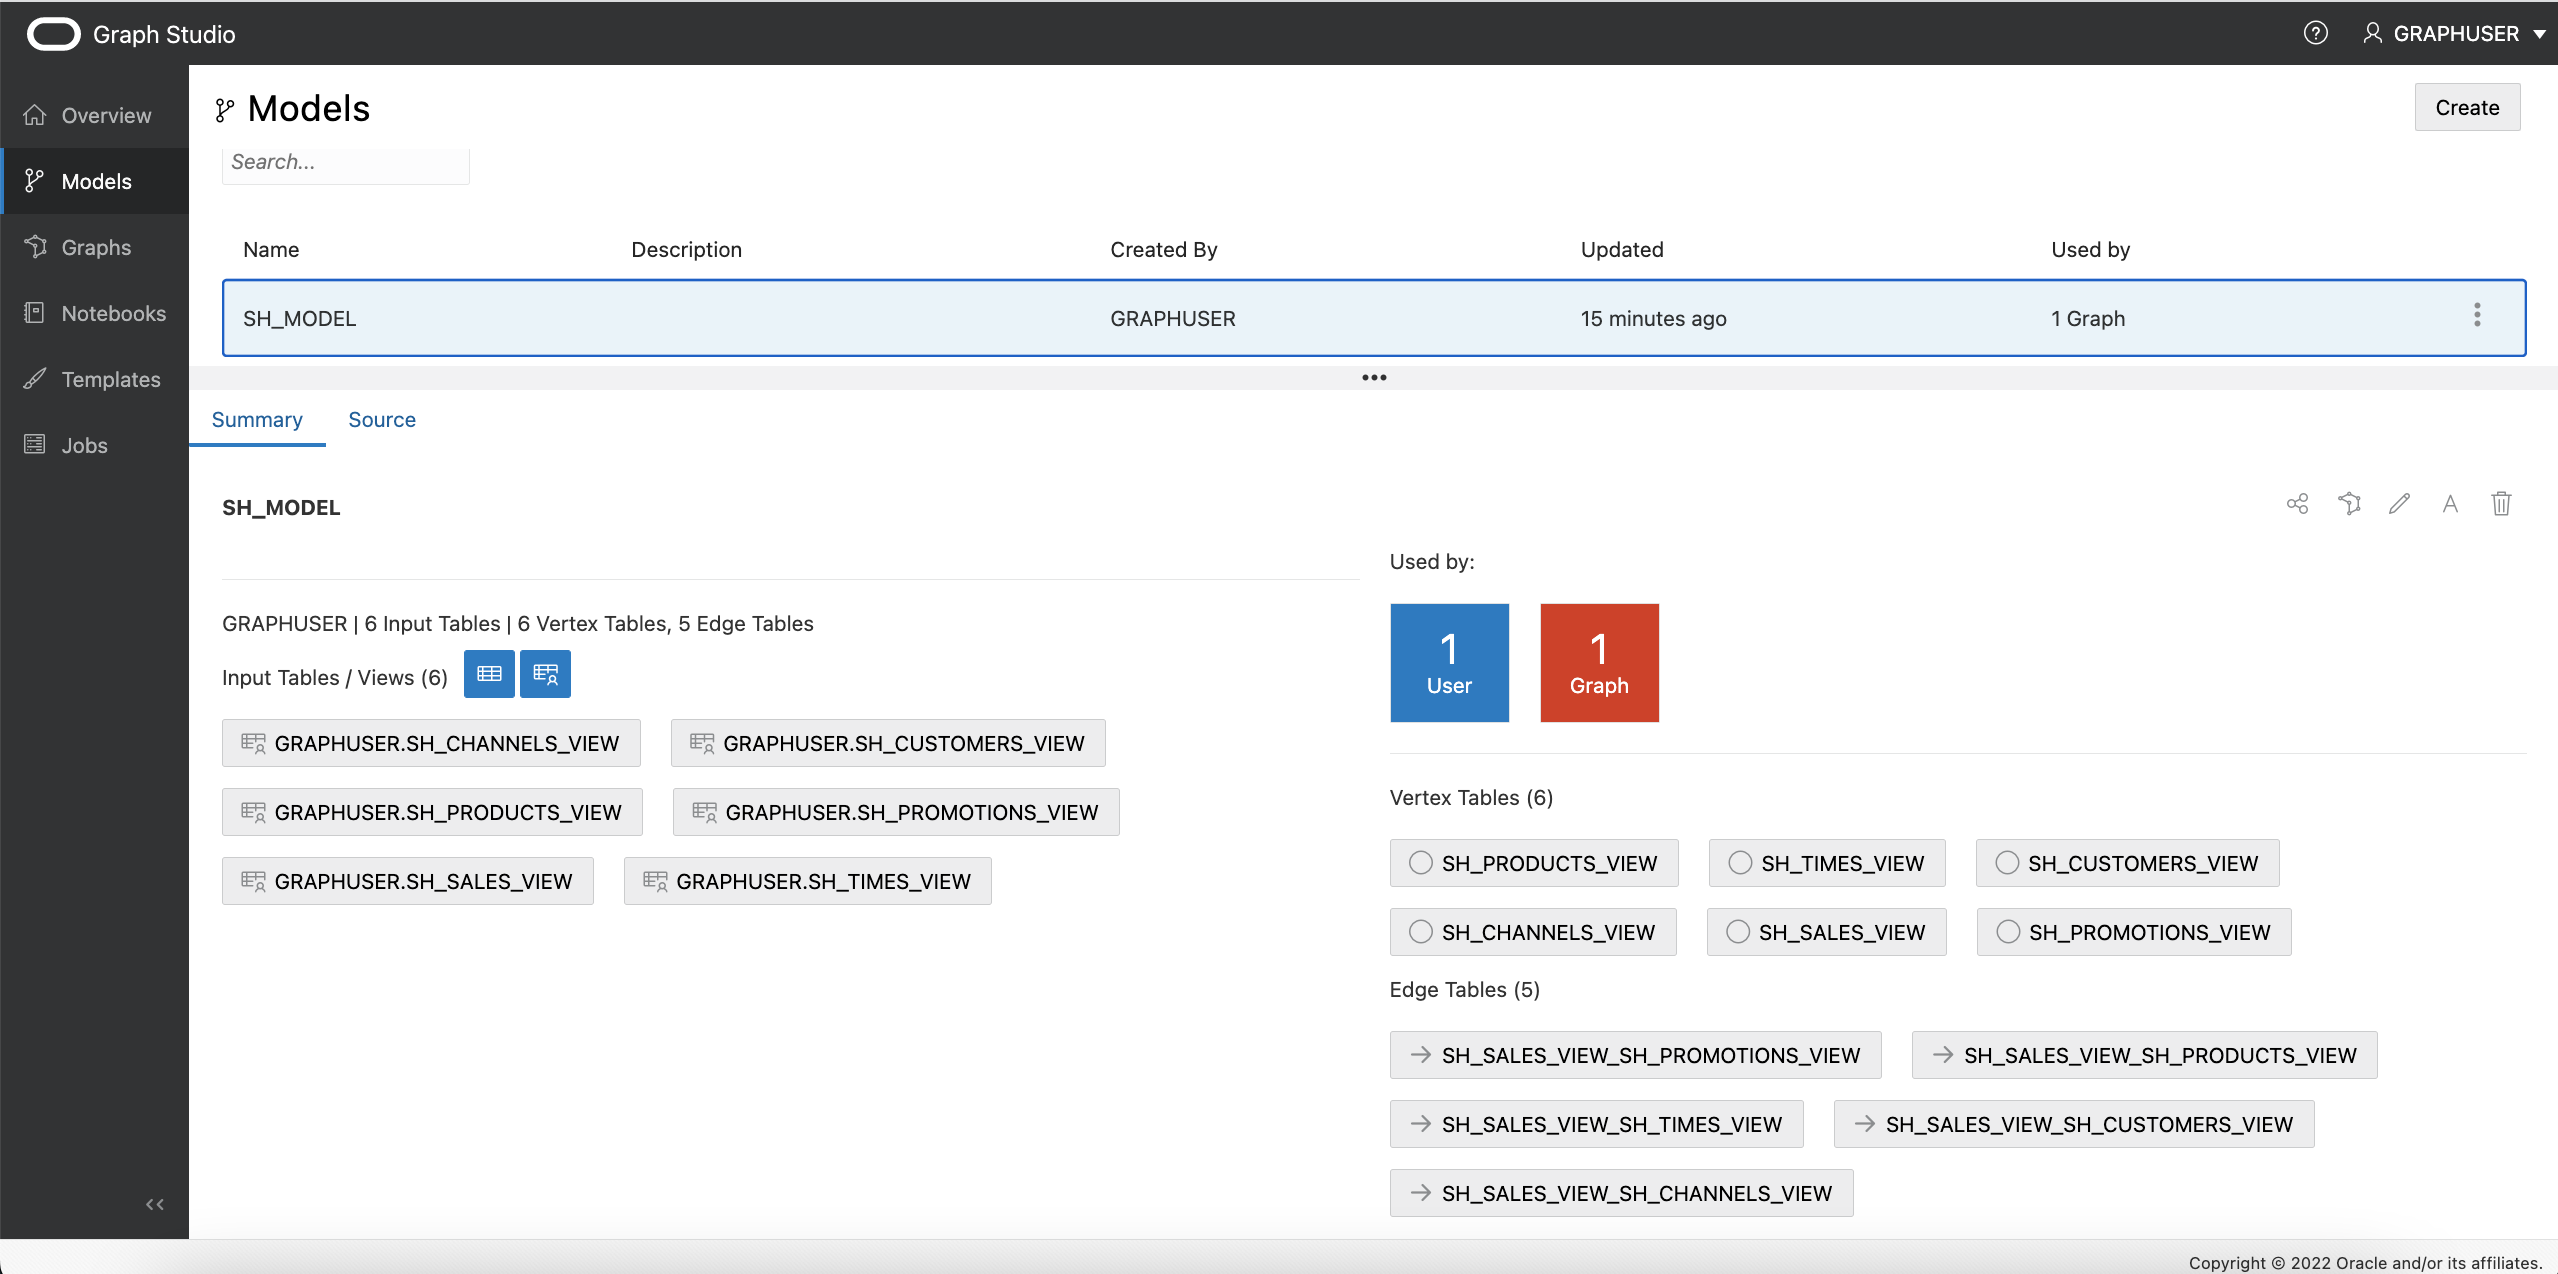 Graph Studio
GRAPHUSER
Overview
Models
Graphs
Notebooks
Templates
Jobs
Models
Create
Search...
Name Description Created By Updated Used by
SH_MODEL GRAPHUSER 15 minutes ago 1 Graph
Summary Source
SH_MODEL
GRAPHUSER | 6 Input Tables | 6 Vertex Tables, 5 Edge Tables
Input Tables / Views (6)
GRAPHUSER.SH_CHANNELS_VIEW GRAPHUSER.SH_CUSTOMERS_VIEW
GRAPHUSER.SH_PRODUCTS_VIEW GRAPHUSER.SH_PROMOTIONS_VIEW
GRAPHUSER.SH_SALES_VIEW GRAPHUSER.SH_TIMES_VIEW
Used by:
1 User
1 Graph
Vertex Tables (6)
SH_PRODUCTS_VIEW SH_TIMES_VIEW SH_CUSTOMERS_VIEW
SH_CHANNELS_VIEW SH_SALES_VIEW SH_PROMOTIONS_VIEW
Edge Tables (5)
SH_SALES_VIEW_SH_PROMOTIONS_VIEW SH_SALES_VIEW_SH_PRODUCTS_VIEW
SH_SALES_VIEW_SH_TIMES_VIEW SH_SALES_VIEW_SH_CUSTOMERS_VIEW
SH_SALES_VIEW_SH_CHANNELS_VIEW
Copyright © 2022 Oracle and/or its affiliates.